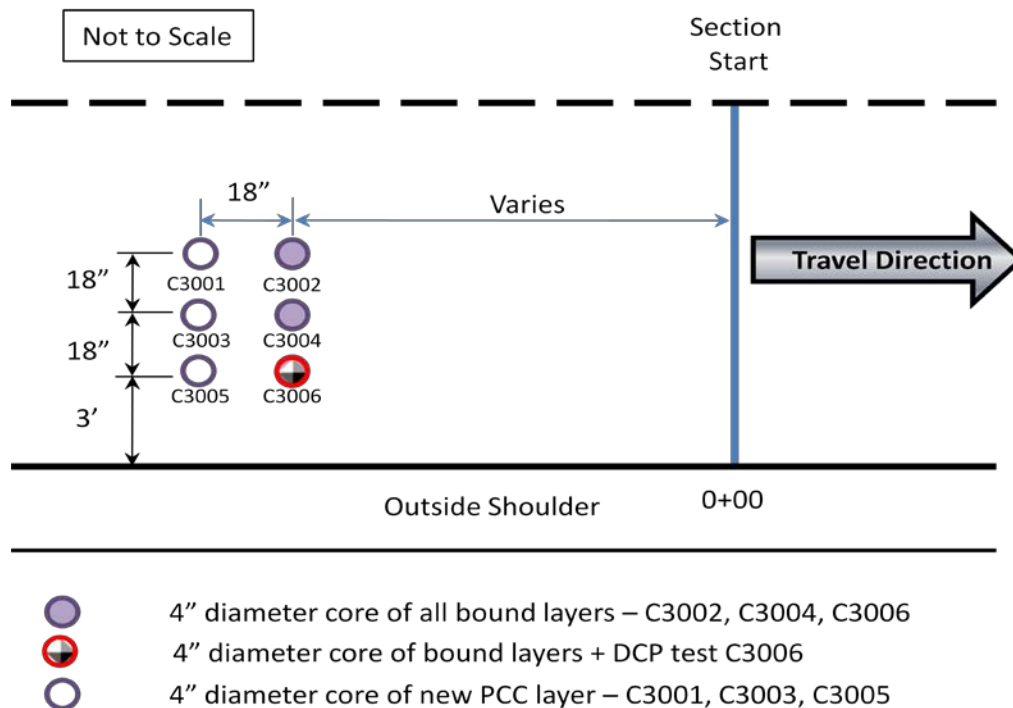 Not to Scale
Section
Start
18”
Varies
Travel Direction
C3001
C3002
18”
C3003
C3004
18”
C3005
C3006
3’
Outside Shoulder
0+00
4” diameter core of all bound layers – C3002, C3004, C3006
4” diameter core of bound layers + DCP test C3006
4” diameter core of new PCC layer – C3001, C3003, C3005